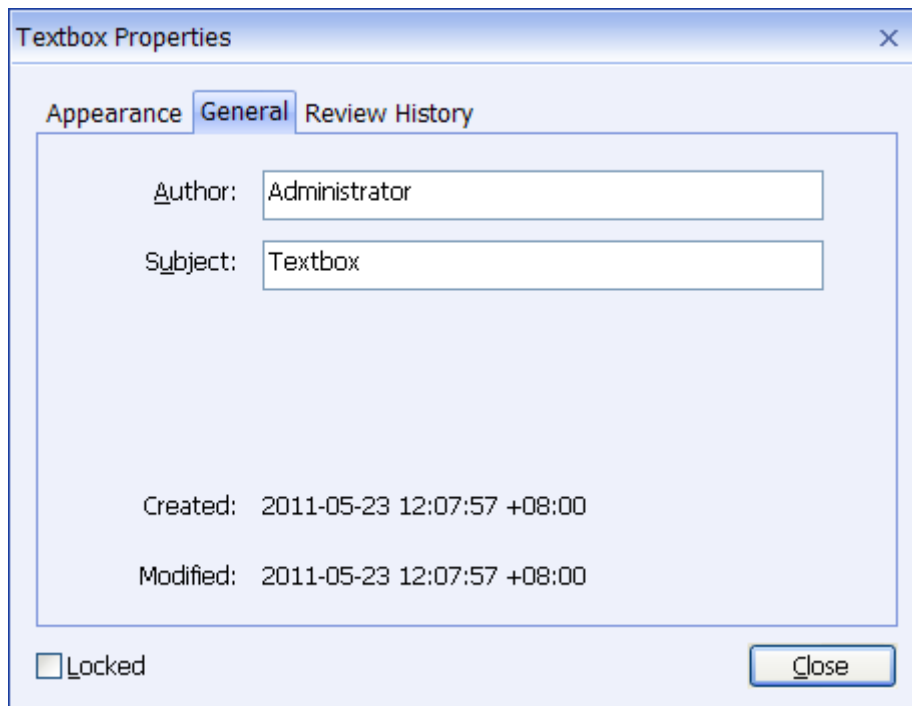 Textbox Properties
Appearance General Review History
Author: Administrator
Subject: Textbox
Created: 2011-05-23 12:07:57 +08:00
Modified: 2011-05-23 12:07:57 +08:00
Locked Close